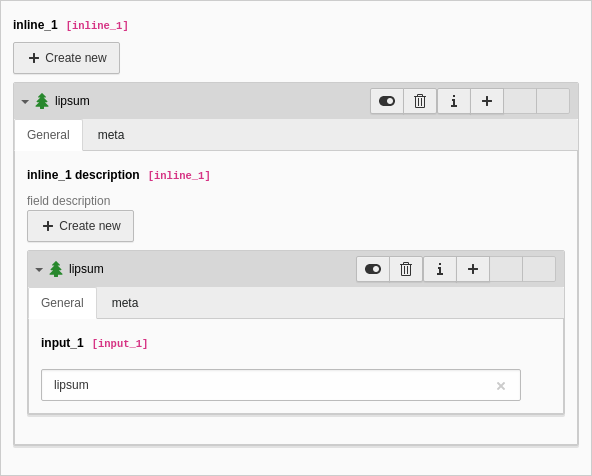 inline_1 [inline_1]
Create new
lipsum
General meta
inline_1 description [inline_1]
field description
Create new
lipsum
General meta
input_1 [input_1]
lipsum